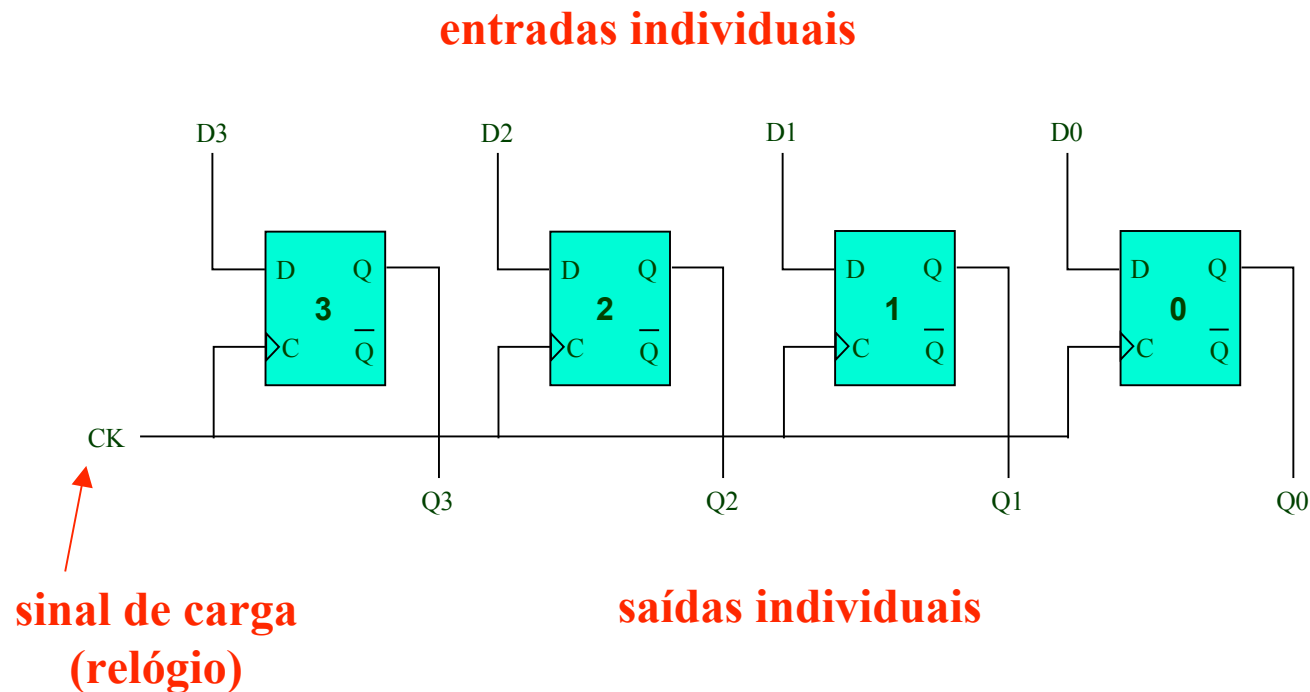 entradas individuais
D3 D2 D1 D0
D Q D Q D Q D Q
3 2 1 0
C Q̅ C Q̅ C Q̅ C Q̅
CK
Q3 Q2 Q1 Q0
sinal de carga
(relógio)
saídas individuais